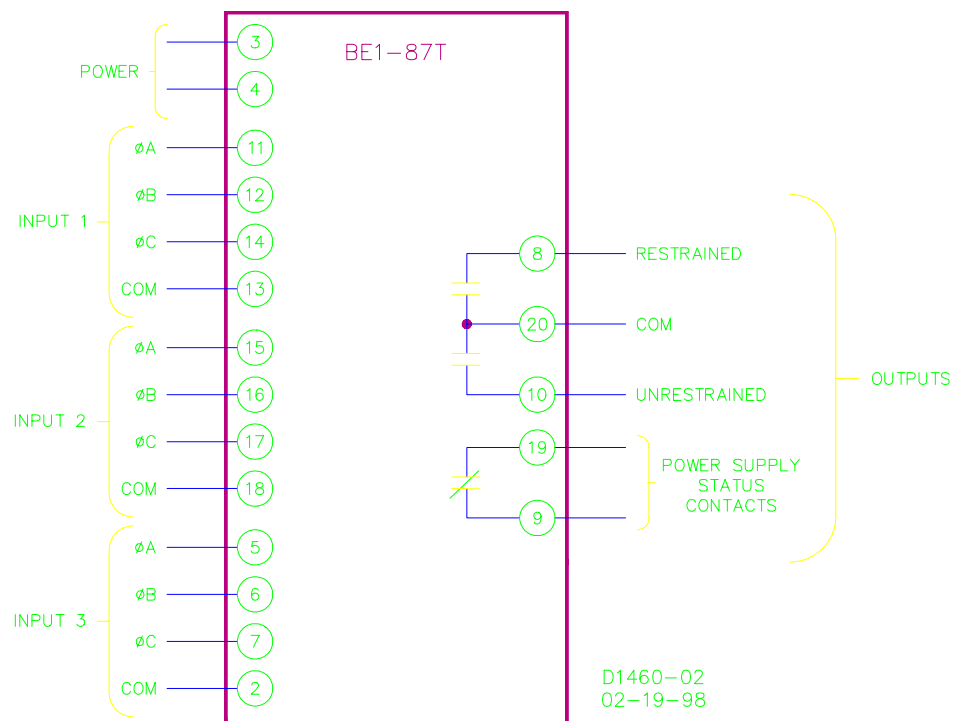 BE1-87T
POWER
3
4
INPUT 1
øA 11
øB 12
øC 14
COM 13
INPUT 2
øA 15
øB 16
øC 17
COM 18
INPUT 3
øA 5
øB 6
øC 7
COM 2
8 RESTRAINED
20 COM
10 UNRESTRAINED
19
9
POWER SUPPLY
STATUS
CONTACTS
OUTPUTS
D1460-02
02-19-98